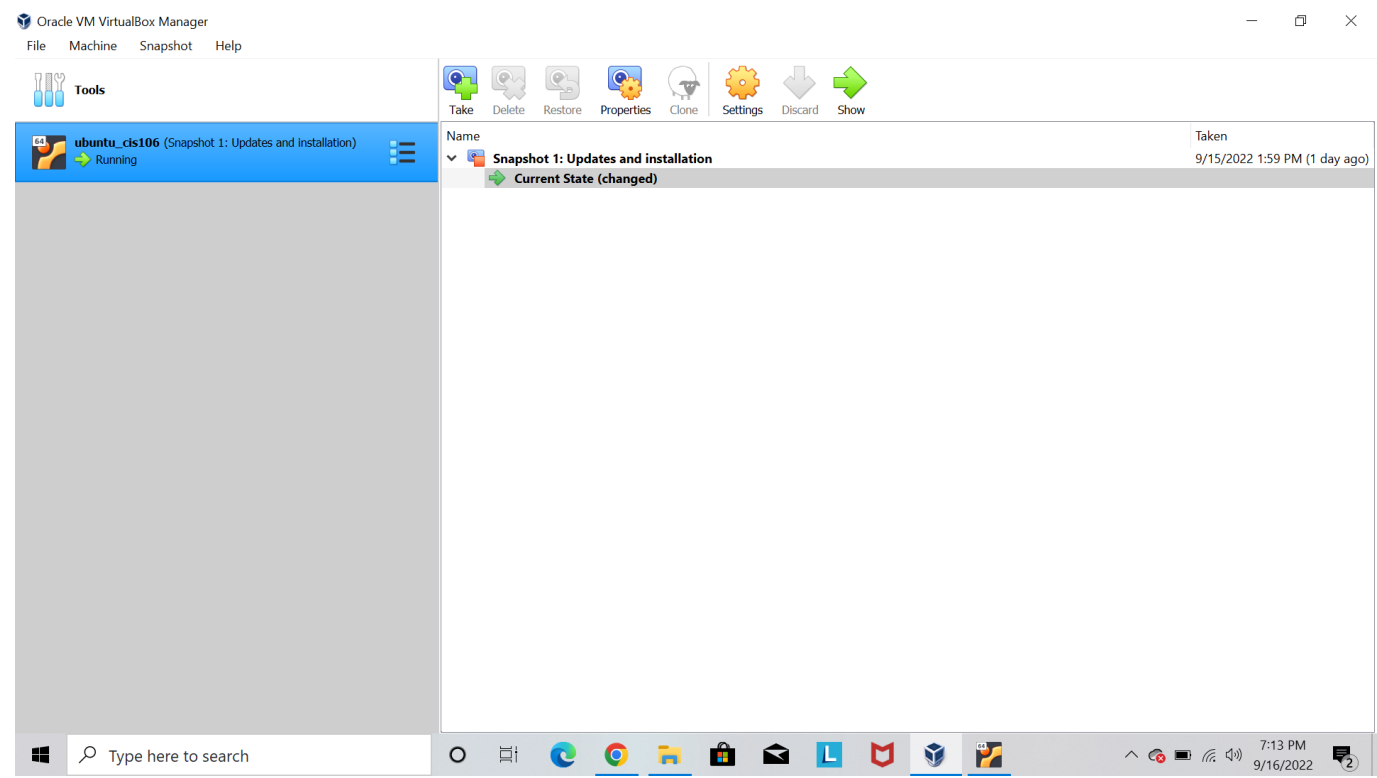 Oracle VM VirtualBox Manager
File Machine Snapshot Help
Tools
Take Delete Restore Properties Clone Settings Discard Show
64
ubuntu_cis106 (Snapshot 1: Updates and installation)
Running
Name Taken
Snapshot 1: Updates and installation 9/15/2022 1:59 PM (1 day ago)
Current State (changed)
Type here to search
L
64
7:13 PM
9/16/2022
2